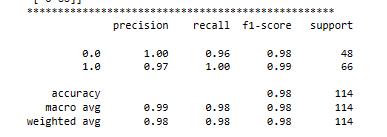 ****************************************************
precision recall f1-score support
0.0 1.00 0.96 0.98 48
1.0 0.97 1.00 0.99 66
accuracy 0.98 114
macro avg 0.99 0.98 0.98 114
weighted avg 0.98 0.98 0.98 114